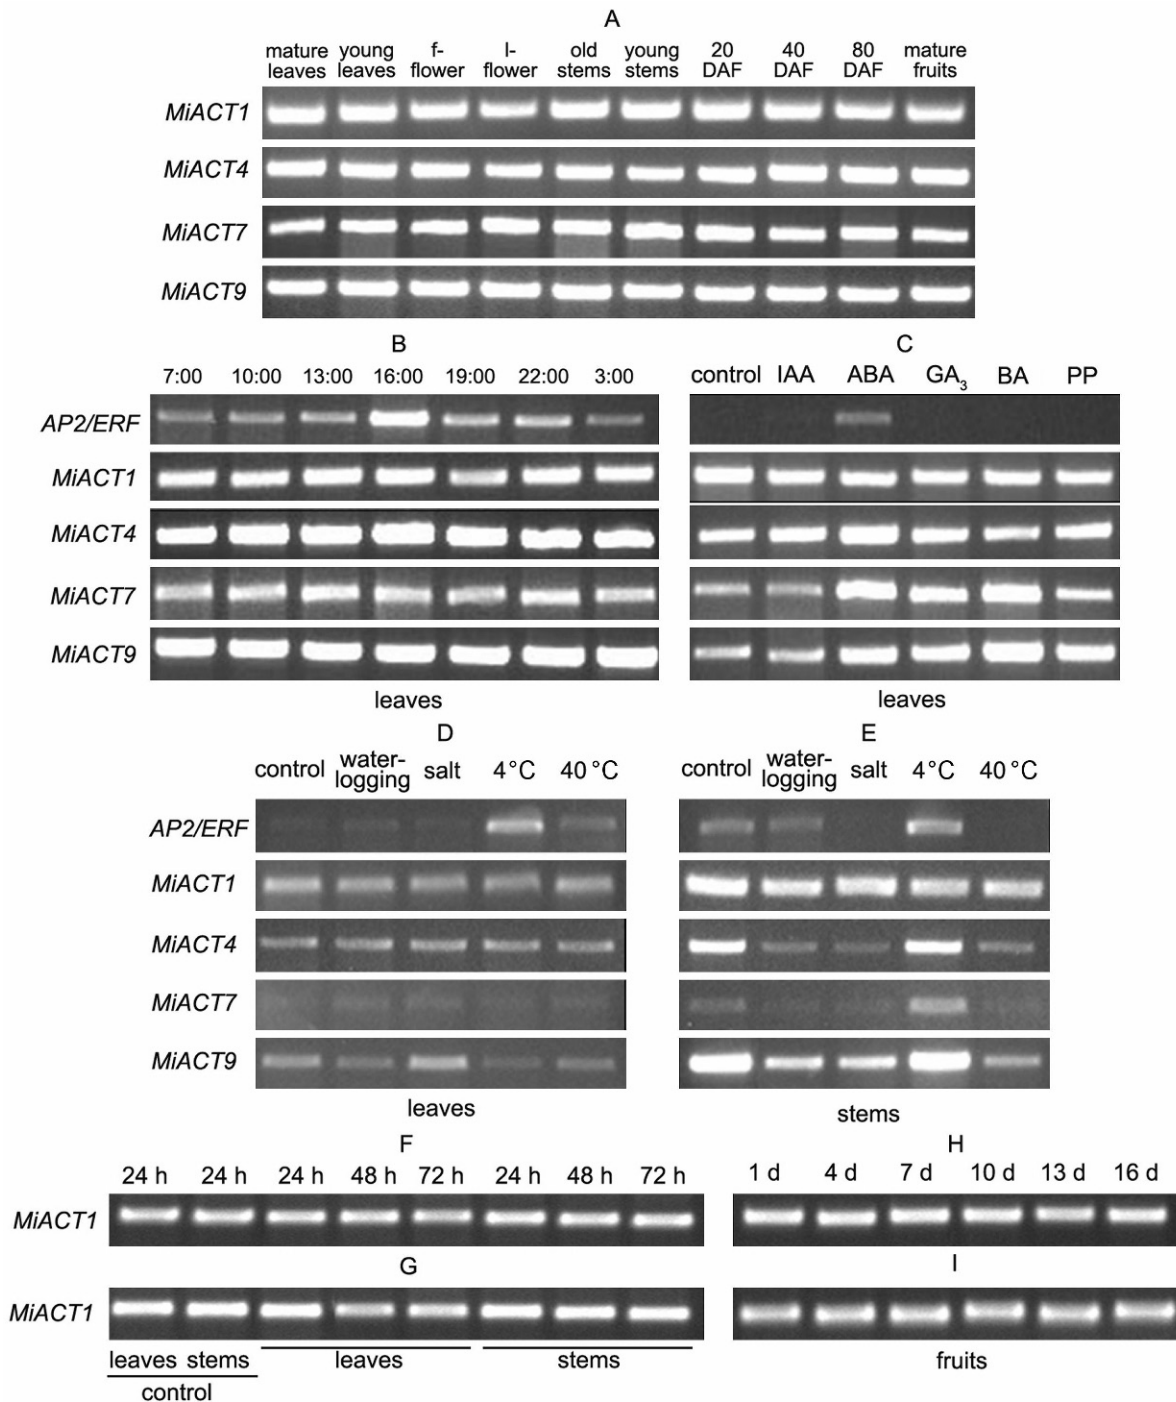 A
mature leaves young leaves f-flower l-flower old stems young stems 20 DAF 40 DAF 80 DAF mature fruits
MiACT1
MiACT4
MiACT7
MiACT9
B
7:00 10:00 13:00 16:00 19:00 22:00 3:00
AP2/ERF
MiACT1
MiACT4
MiACT7
MiACT9
leaves
C
control IAA ABA GA3 BA PP
leaves
D
control water-logging salt 4°C 40°C
AP2/ERF
MiACT1
MiACT4
MiACT7
MiACT9
leaves
E
control water-logging salt 4°C 40°C
stems
F
24 h 24 h 24 h 48 h 72 h 24 h 48 h 72 h
MiACT1
G
MiACT1
leaves stems leaves stems
control
H
1 d 4 d 7 d 10 d 13 d 16 d
I
fruits